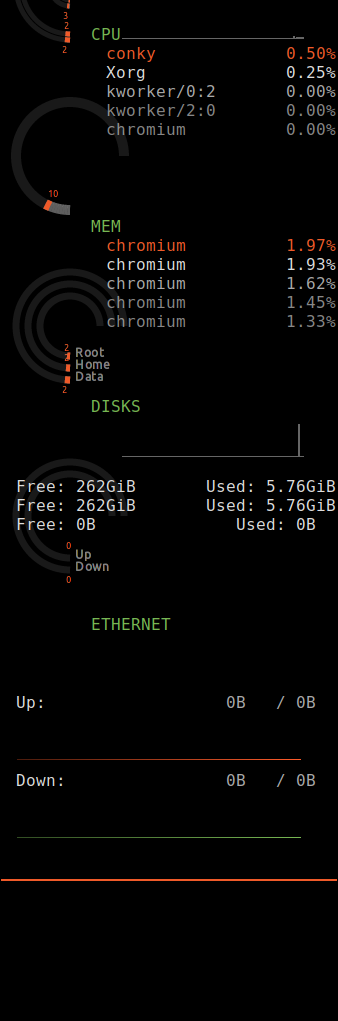 3
2
2
CPU
conky 0.50%
Xorg 0.25%
kworker/0:2 0.00%
kworker/2:0 0.00%
chromium 0.00%
10
MEM
chromium 1.97%
chromium 1.93%
chromium 1.62%
chromium 1.45%
chromium 1.33%
2 Root
2 Home
Data
2
DISKS
Free: 262GiB Used: 5.76GiB
Free: 262GiB Used: 5.76GiB
Free: 0B Used: 0B
0
Up
Down
0
ETHERNET
Up: 0B / 0B
Down: 0B / 0B